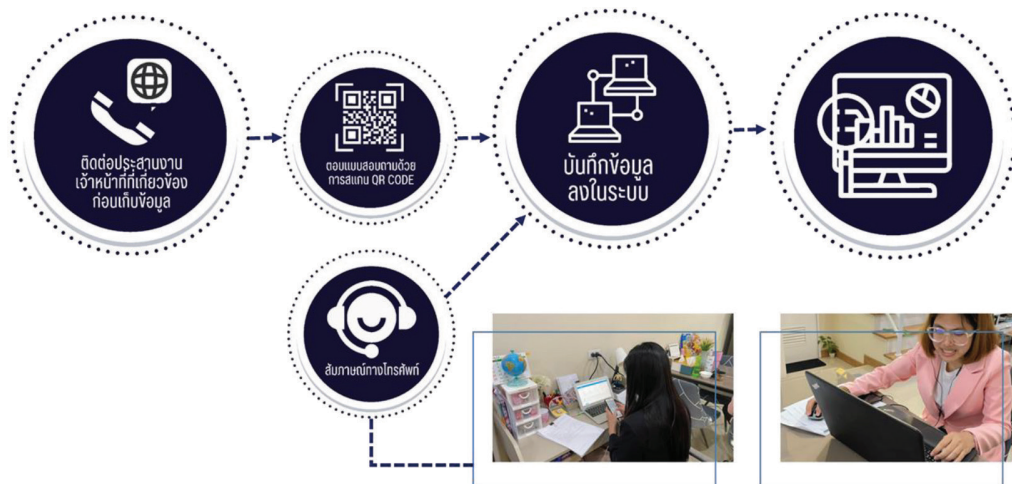 ติดต่อประสานงาน
เจ้าหน้าที่ที่เกี่ยวข้อง
ก่อนเก็บข้อมูล
ตอบแบบสอบถามด้วย
การสแกน QR CODE
บันทึกข้อมูล
ลงในระบบ
สัมภาษณ์ทางโทรศัพท์